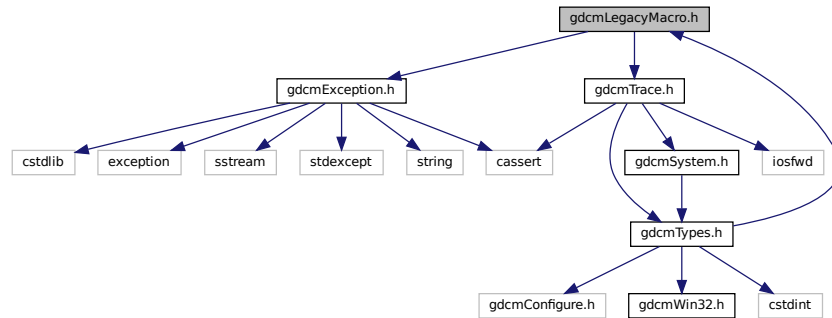 gdcmLegacyMacro.h
gdcmException.h
gdcmTrace.h
cstdlib
exception
sstream
stdexcept
string
cassert
gdcmSystem.h
iosfwd
gdcmTypes.h
gdcmConfigure.h
gdcmWin32.h
cstdint